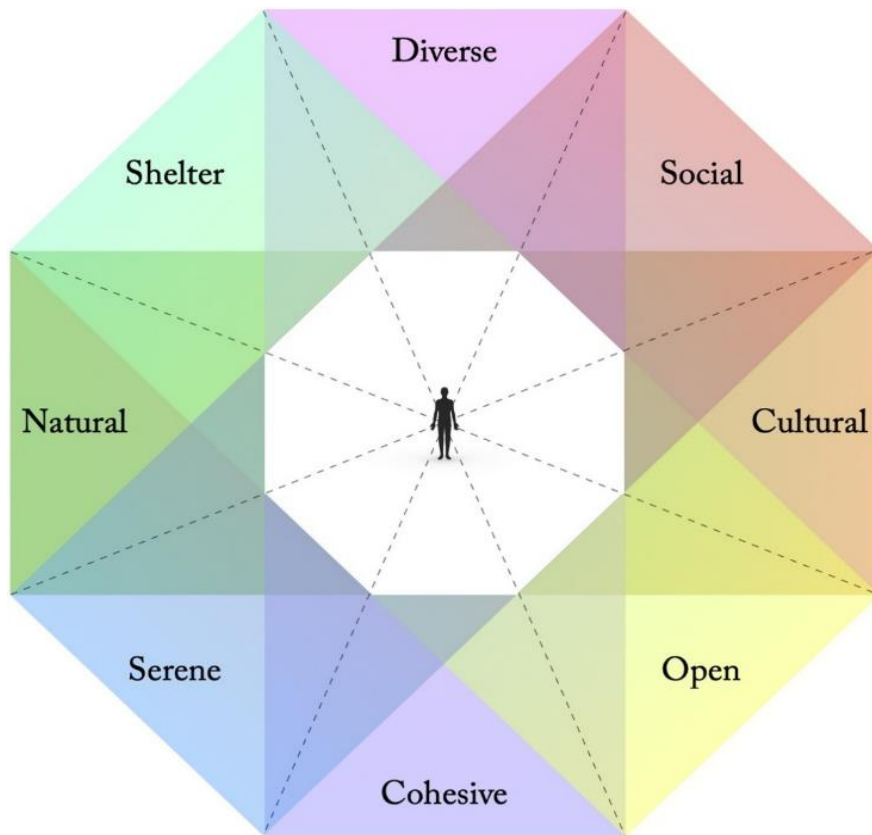 Diverse
Shelter
Social
Natural
Cultural
Serene
Open
Cohesive